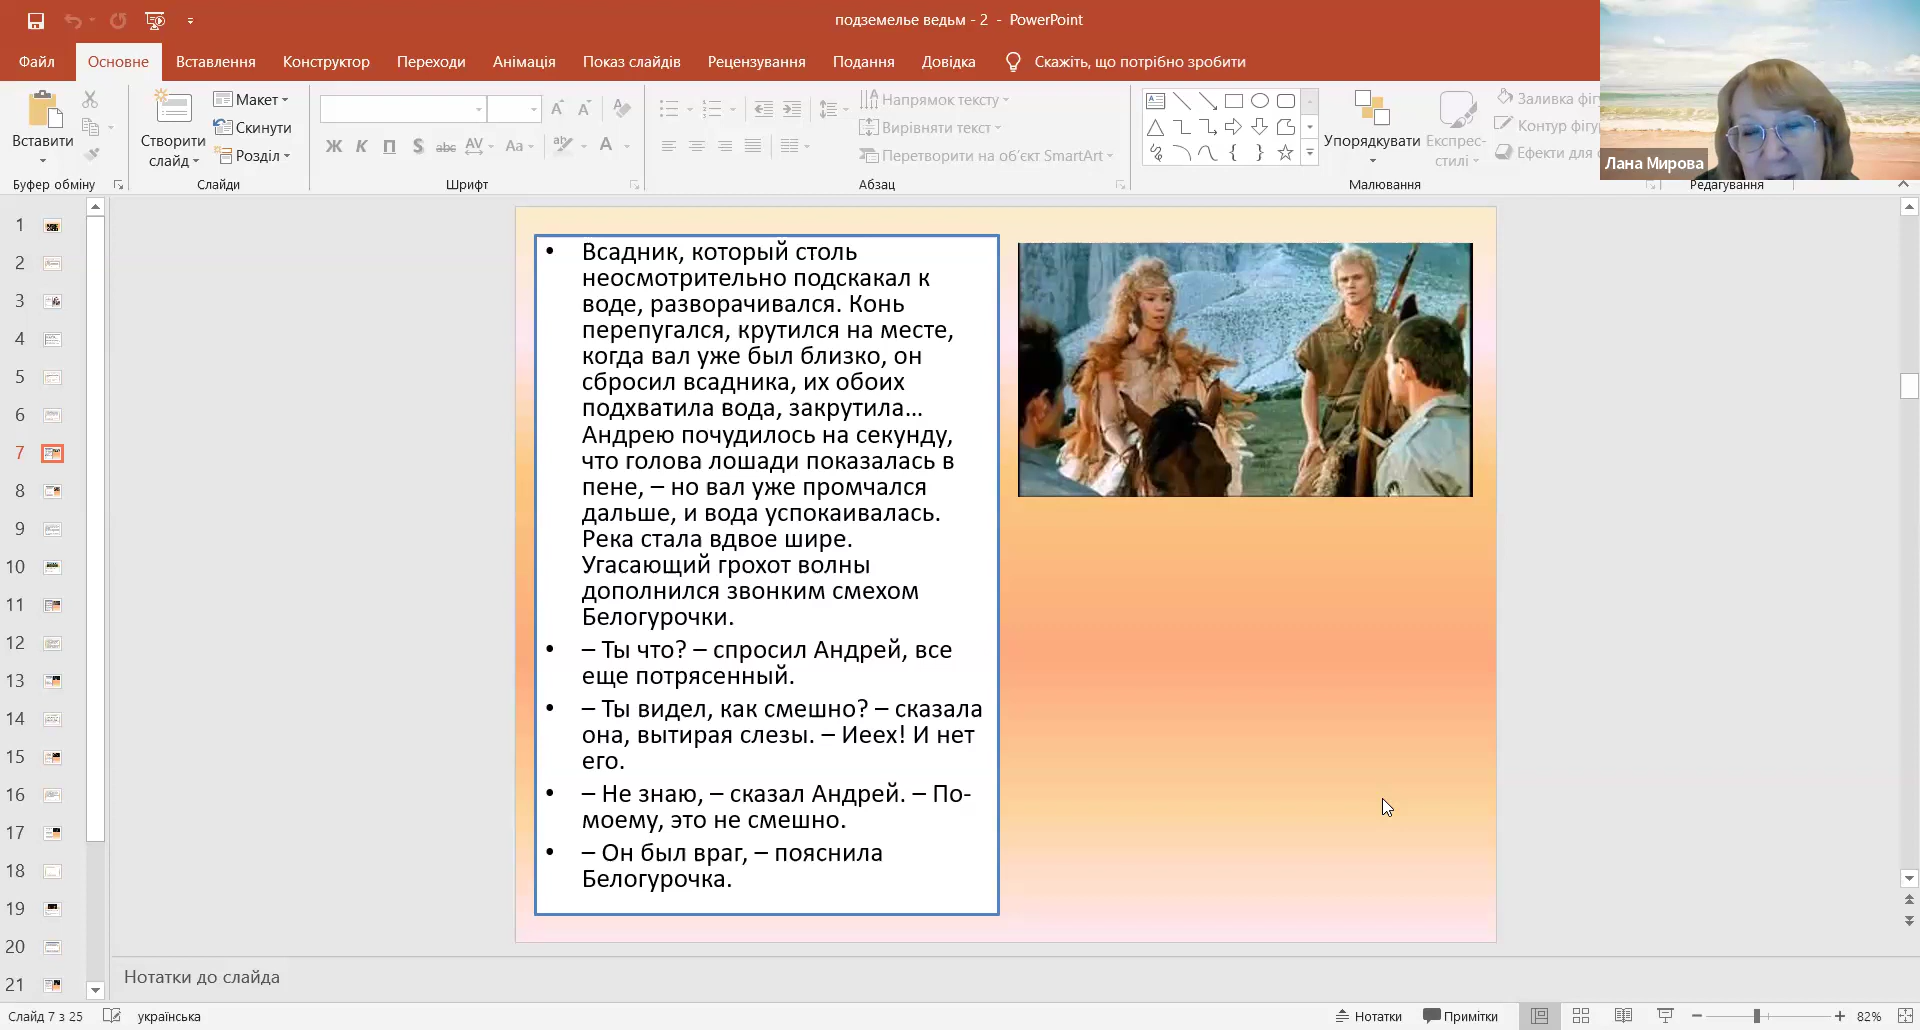 подземелье ведьм - 2 - PowerPoint
Файл Основне Вставлення Конструктор Переходи Анімація Показ слайдів Рецензування Подання Довідка Скажіть, що потрібно зробити
Вставити
Буфер обміну
Створити слайд
Макет
Скинути
Розділ
Слайди
Ж К П S abc AV Aa А
Шрифт
Напрямок тексту
Вирівняти текст
Перетворити на об'єкт SmartArt
Абзац
Упорядкувати
Експрес-стилі
Заливка фіг
Контур фігу
Ефекти для
Малювання
Редагування
Лана Мирова
1
2
3
4
5
6
7
8
9
10
11
12
13
14
15
16
17
18
19
20
21
• Всадник, который столь
неосмотрительно подскакал к
воде, разворачивался. Конь
перепугался, крутился на месте,
когда вал уже был близко, он
сбросил всадника, их обоих
подхватила вода, закрутила…
Андрею почудилось на секунду,
что голова лошади показалась в
пене, – но вал уже промчался
дальше, и вода успокаивалась.
Река стала вдвое шире.
Угасающий грохот волны
дополнился звонким смехом
Белогурочки.
• – Ты что? – спросил Андрей, все
еще потрясенный.
• – Ты видел, как смешно? – сказала
она, вытирая слезы. – Иеех! И нет
его.
• – Не знаю, – сказал Андрей. – По-
моему, это не смешно.
• – Он был враг, – пояснила
Белогурочка.
Нотатки до слайда
Слайд 7 з 25 українська Нотатки Примітки 82%